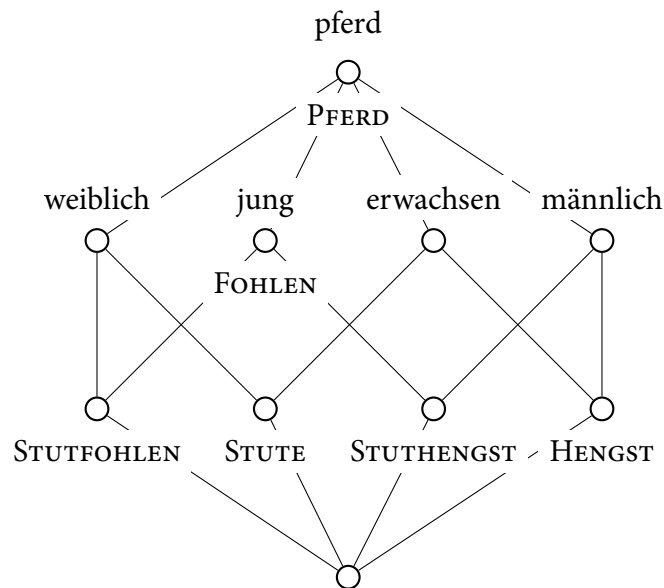 pferd
PFERD
weiblich jung erwachsen männlich
FOHLEN
STUTFOHLEN STUTE STUTHENGST HENGST